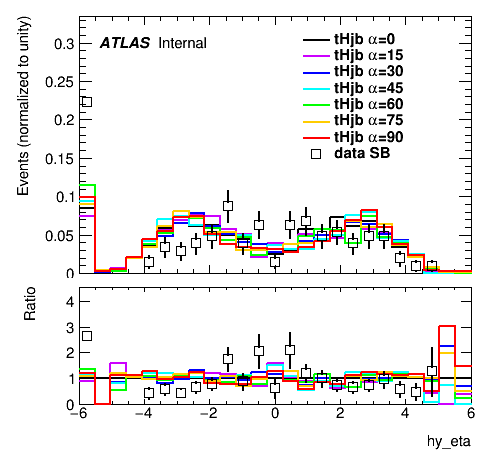 ATLAS Internal
Events (normalized to unity)
0.3
0.25
0.2
0.15
0.1
0.05
0
tHjb α=0
tHjb α=15
tHjb α=30
tHjb α=45
tHjb α=60
tHjb α=75
tHjb α=90
data SB
Ratio
4
3
2
1
0
−6 −4 −2 0 2 4 6
hy_eta